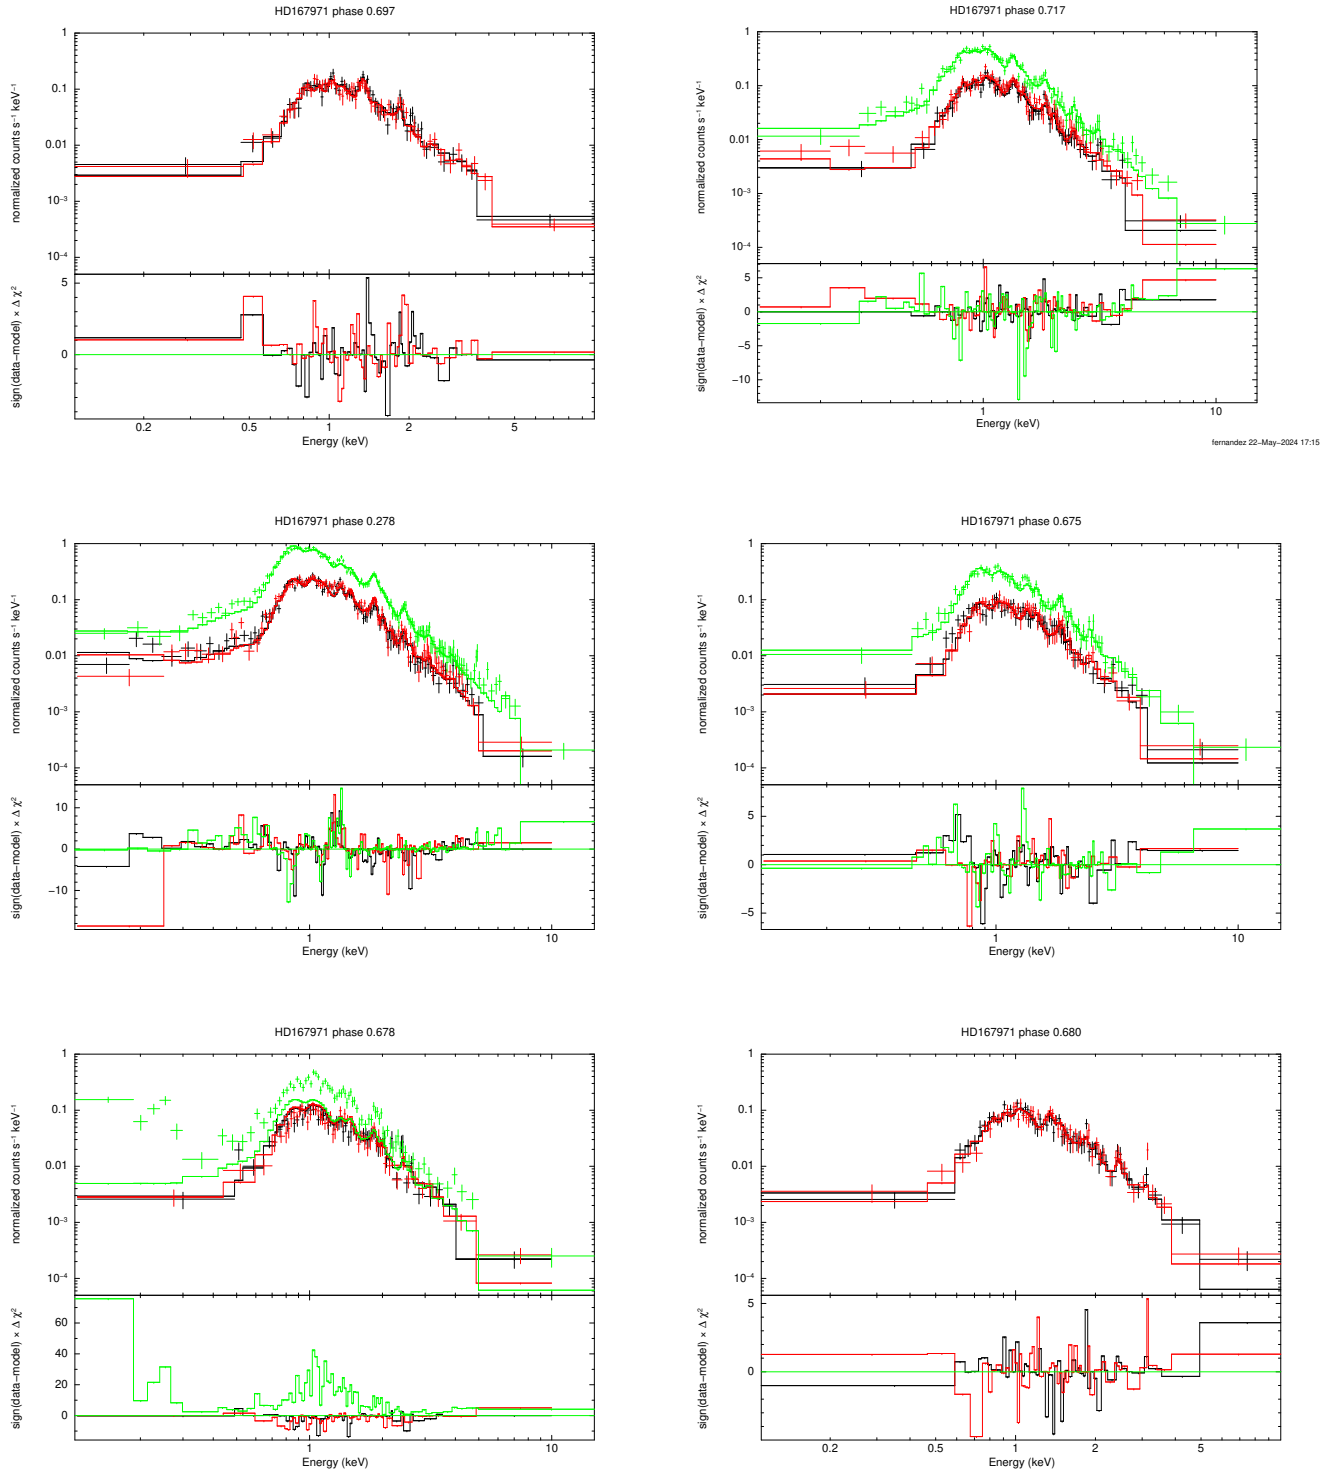 HD167971 phase 0.697
normalized counts s⁻¹ keV⁻¹
1
0.1
0.01
10⁻³
10⁻⁴
sign(data−model) × Δ χ²
5
0
0.2
0.5
1
2
5
Energy (keV)
HD167971 phase 0.717
normalized counts s⁻¹ keV⁻¹
1
0.1
0.01
10⁻³
10⁻⁴
sign(data−model) × Δ χ²
5
0
−5
−10
1
10
Energy (keV)
fernandez 22−May−2024 17:15
HD167971 phase 0.278
normalized counts s⁻¹ keV⁻¹
1
0.1
0.01
10⁻³
10⁻⁴
sign(data−model) × Δ χ²
10
0
−10
1
10
Energy (keV)
HD167971 phase 0.675
normalized counts s⁻¹ keV⁻¹
1
0.1
0.01
10⁻³
10⁻⁴
sign(data−model) × Δ χ²
5
0
−5
1
10
Energy (keV)
HD167971 phase 0.678
normalized counts s⁻¹ keV⁻¹
1
0.1
0.01
10⁻³
10⁻⁴
sign(data−model) × Δ χ²
60
40
20
0
1
10
Energy (keV)
HD167971 phase 0.680
normalized counts s⁻¹ keV⁻¹
1
0.1
0.01
10⁻³
10⁻⁴
sign(data−model) × Δ χ²
5
0
0.2
0.5
1
2
5
Energy (keV)